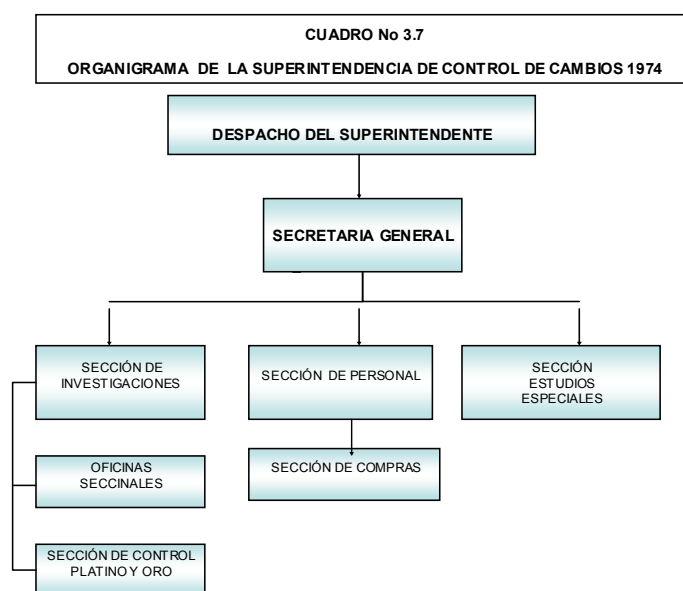 CUADRO No 3.7
ORGANIGRAMA DE LA SUPERINTENDENCIA DE CONTROL DE CAMBIOS 1974
DESPACHO DEL SUPERINTENDENTE
SECRETARIA GENERAL
SECCIÓN DE
INVESTIGACIONES
SECCIÓN DE PERSONAL
SECCIÓN
ESTUDIOS
ESPECIALES
OFICINAS
SECCINALES
SECCIÓN DE COMPRAS
SECCIÓN DE CONTROL
PLATINO Y ORO